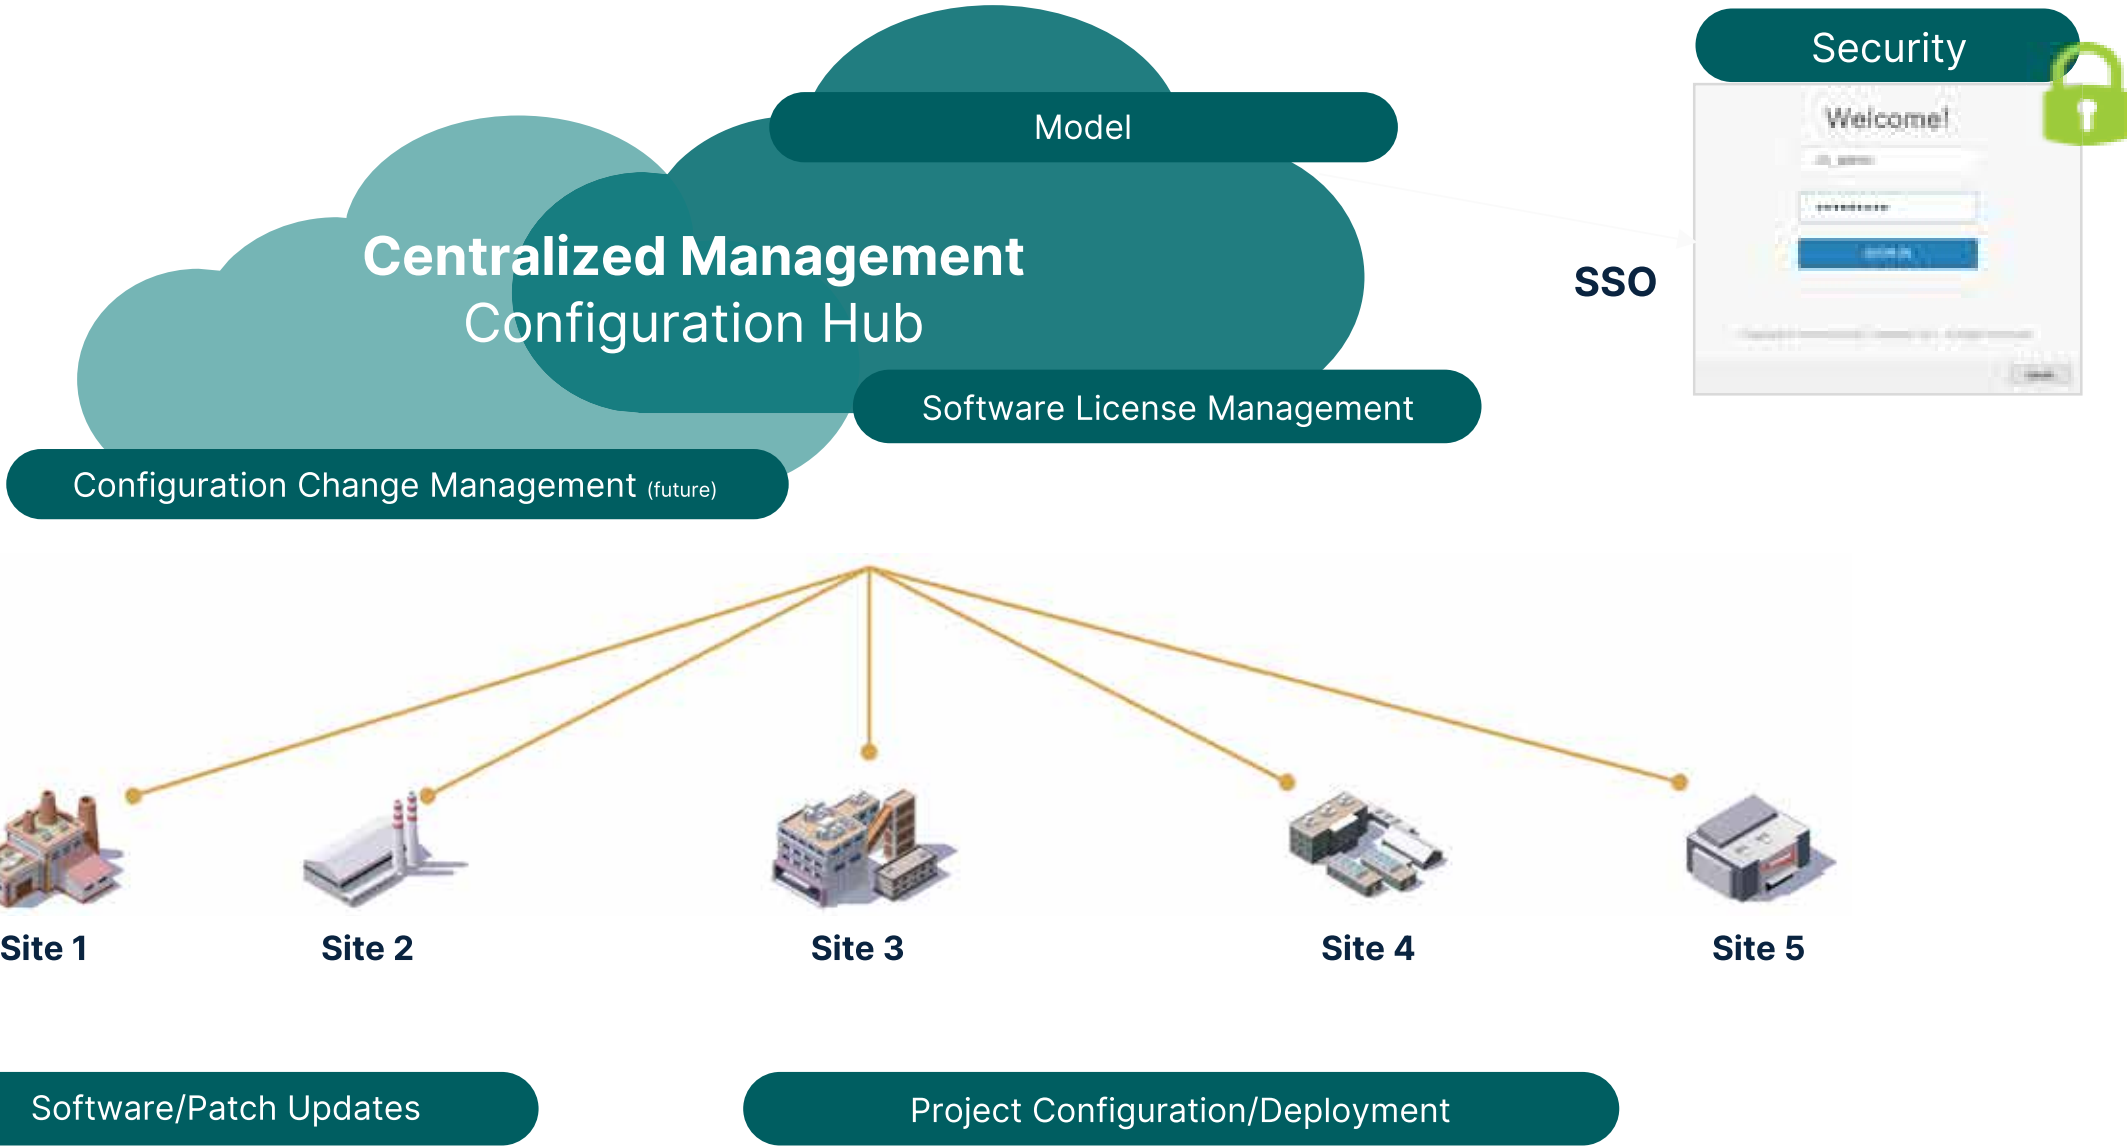 Security
Model
Welcome!
Centralized Management
Configuration Hub
SSO
Software License Management
Configuration Change Management (future)
Site 1
Site 2
Site 3
Site 4
Site 5
Software/Patch Updates
Project Configuration/Deployment